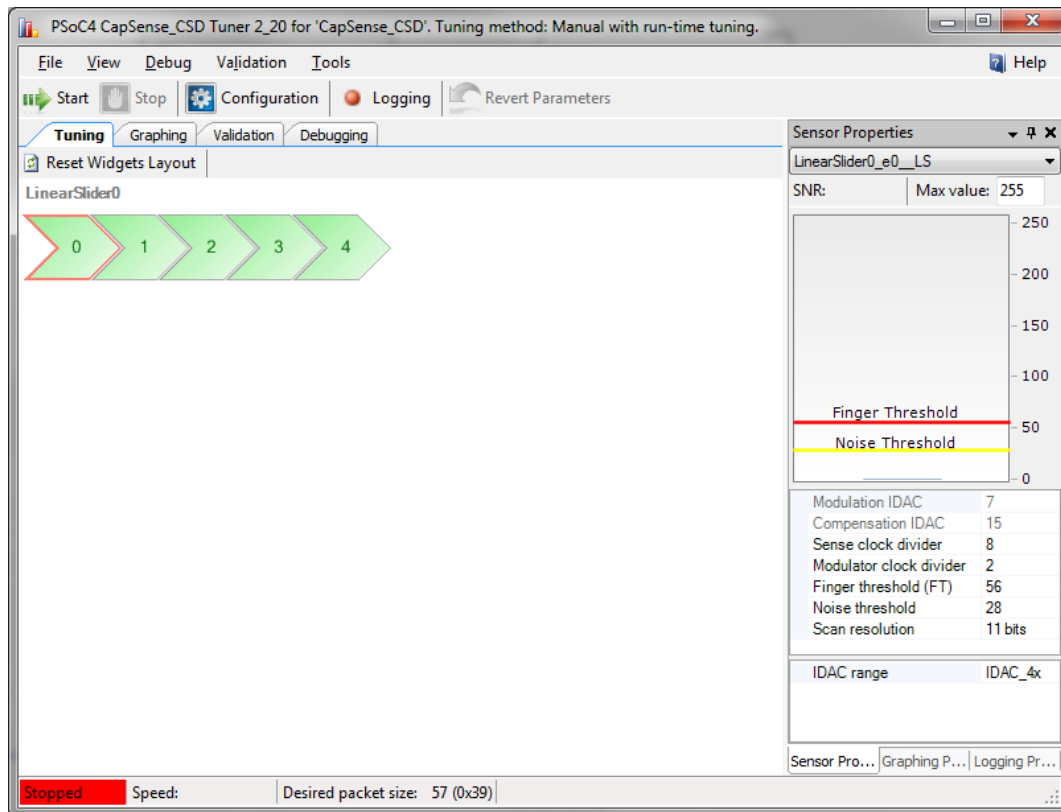 PSoC4 CapSense_CSD Tuner 2_20 for 'CapSense_CSD'. Tuning method: Manual with run-time tuning.
File View Debug Validation Tools Help
Start Stop Configuration Logging Revert Parameters
Tuning Graphing Validation Debugging
Reset Widgets Layout
LinearSlider0
0 1 2 3 4
Sensor Properties
LinearSlider0_e0__LS
SNR: Max value: 255
250
200
150
100
Finger Threshold
50
Noise Threshold
0
Modulation IDAC 7
Compensation IDAC 15
Sense clock divider 8
Modulator clock divider 2
Finger threshold (FT) 56
Noise threshold 28
Scan resolution 11 bits
IDAC range IDAC_4x
Sensor Pro... Graphing P... Logging Pr...
Stopped Speed: Desired packet size: 57 (0x39)